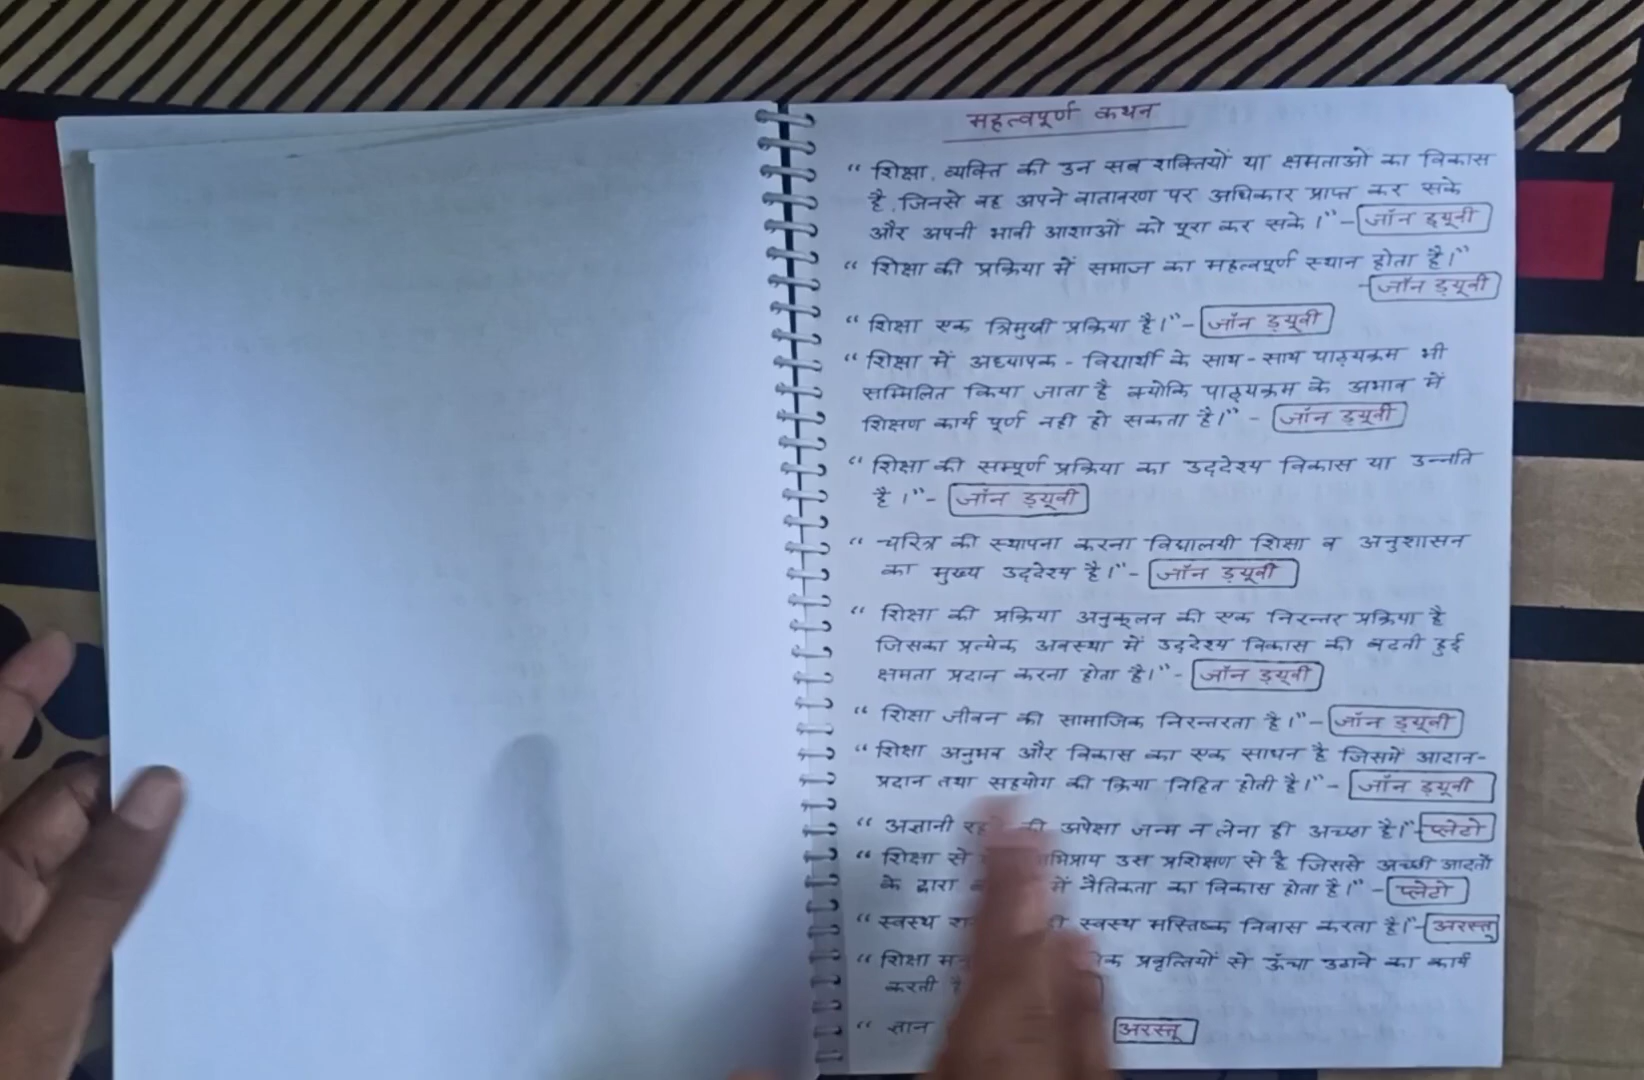 महत्वपूर्ण कथन
“ शिक्षा, व्यक्ति की उन सब शक्तियों या क्षमताओं का विकास
है, जिनसे वह अपने वातावरण पर अधिकार प्राप्त कर सके
और अपनी भावी आशाओं को पूरा कर सके ।” – जॉन ड्यूवी
“ शिक्षा की प्रक्रिया में समाज का महत्वपूर्ण स्थान होता है।”
- जॉन ड्यूवी
“ शिक्षा एक त्रिमुखी प्रक्रिया है।” – जॉन ड्यूवी
“ शिक्षा में अध्यापक - विद्यार्थी के साथ - साथ पाठ्यक्रम भी
सम्मिलित किया जाता है क्योकि पाठ्यक्रम के अभाव में
शिक्षण कार्य पूर्ण नही हो सकता है।” - जॉन ड्यूवी
“ शिक्षा की सम्पूर्ण प्रक्रिया का उद्देश्य विकास या उन्नति
है ।” - जॉन ड्यूवी
“ चरित्र की स्थापना करना विद्यालयी शिक्षा व अनुशासन
का मुख्य उद्देश्य है।” - जॉन ड्यूवी
“ शिक्षा की प्रक्रिया अनुकूलन की एक निरन्तर प्रक्रिया है
जिसका प्रत्येक अवस्था में उद्देश्य विकास की बढती हुई
क्षमता प्रदान करना होता है।” - जॉन ड्यूवी
“ शिक्षा जीवन की सामाजिक निरन्तरता है ।” – जॉन ड्यूवी
“ शिक्षा अनुभव और विकास का एक साधन है जिसमें आदान-
प्रदान तथा सहयोग की क्रिया निहित होती है।” – जॉन ड्यूवी
“ अज्ञानी की अपेक्षा जन्म न लेना ही अच्छा है।” - प्लेटो
“ शिक्षा से अभिप्राय उस प्रशिक्षण से है जिससे अच्छी आदतों
के द्वारा में नैतिकता का विकास होता है।” – प्लेटो
“ स्वस्थ स्वस्थ मस्तिष्क निवास करता है।” - अरस्तू
“ शिक्षा प्रवृत्तियों से ऊँचा उठाने का कार्य
करती
“ ज्ञान अरस्तू